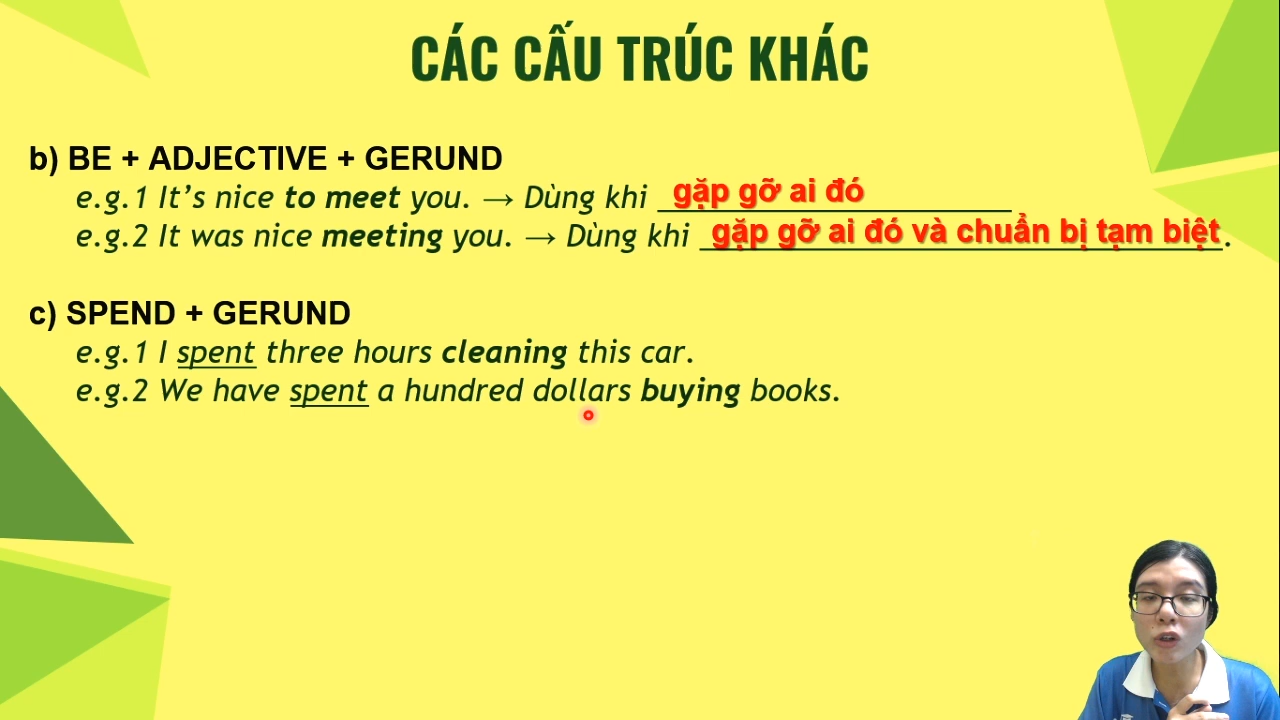 CÁC CẤU TRÚC KHÁC
b) BE + ADJECTIVE + GERUND
e.g.1 It’s nice to meet you. → Dùng khi gặp gỡ ai đó
e.g.2 It was nice meeting you. → Dùng khi gặp gỡ ai đó và chuẩn bị tạm biệt.
c) SPEND + GERUND
e.g.1 I spent three hours cleaning this car.
e.g.2 We have spent a hundred dollars buying books.